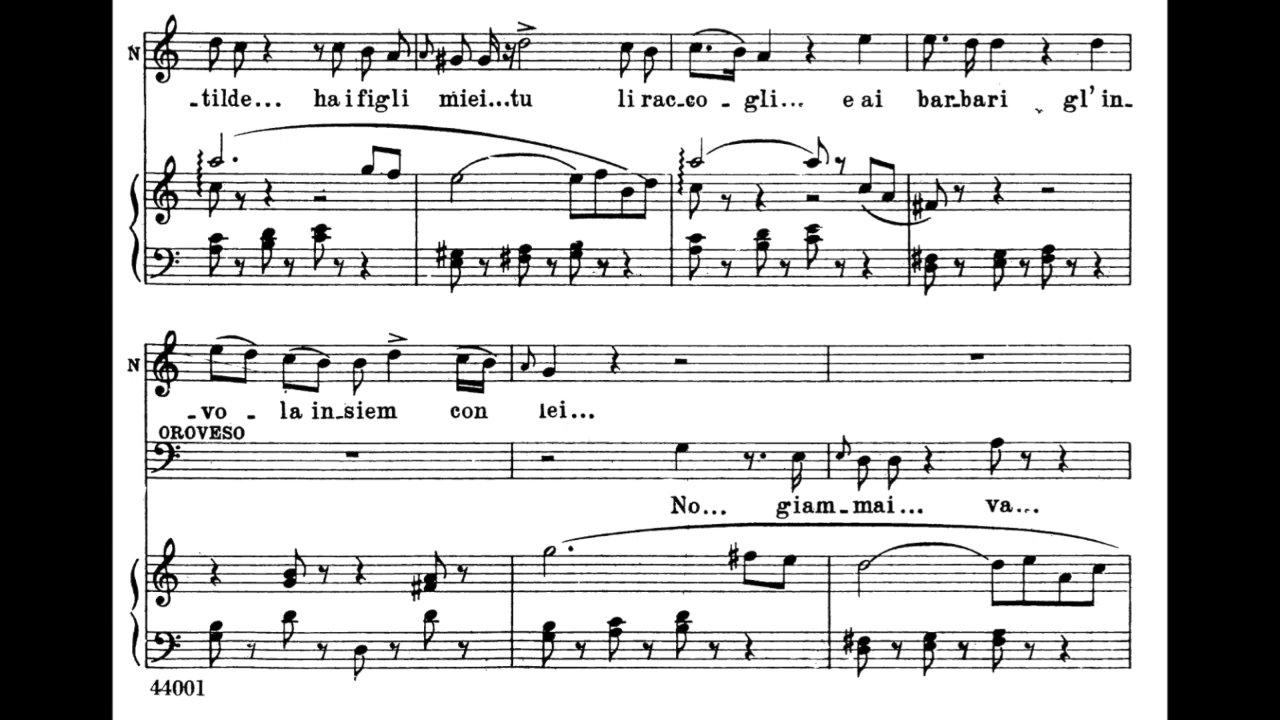 N
-tilde... ha i figli miei...tu li rac-co - gli... e ai bar-bari gl' in-
N
-vo - la in-siem con lei...
OROVESO
No... giam-mai... va...
44001